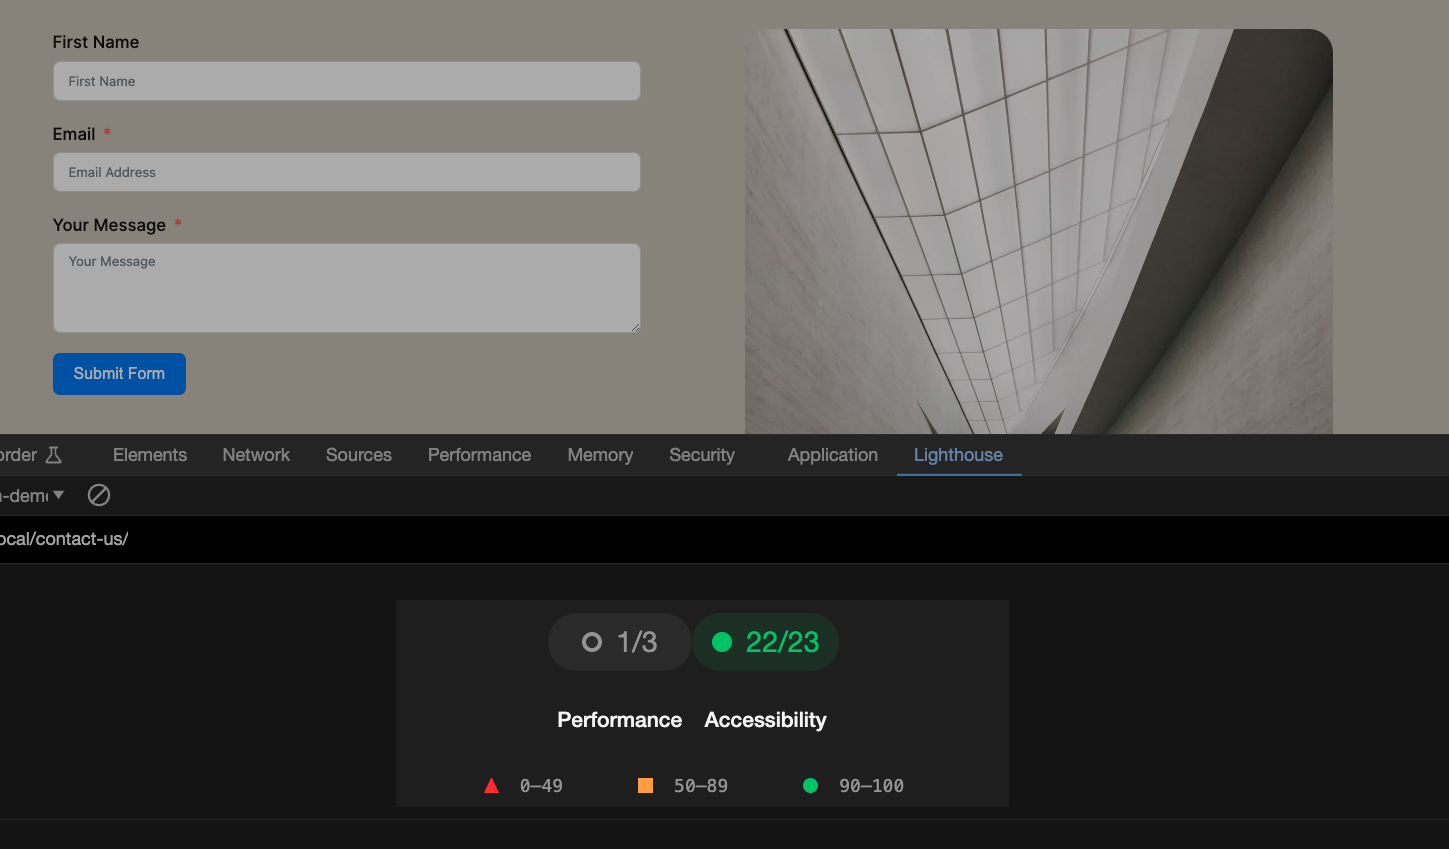 First Name
First Name
Email *
Email Address
Your Message *
Your Message
Submit Form
order Elements Network Sources Performance Memory Security Application Lighthouse
-demo
ocal/contact-us/
1/3 22/23
Performance Accessibility
0–49 50–89 90–100